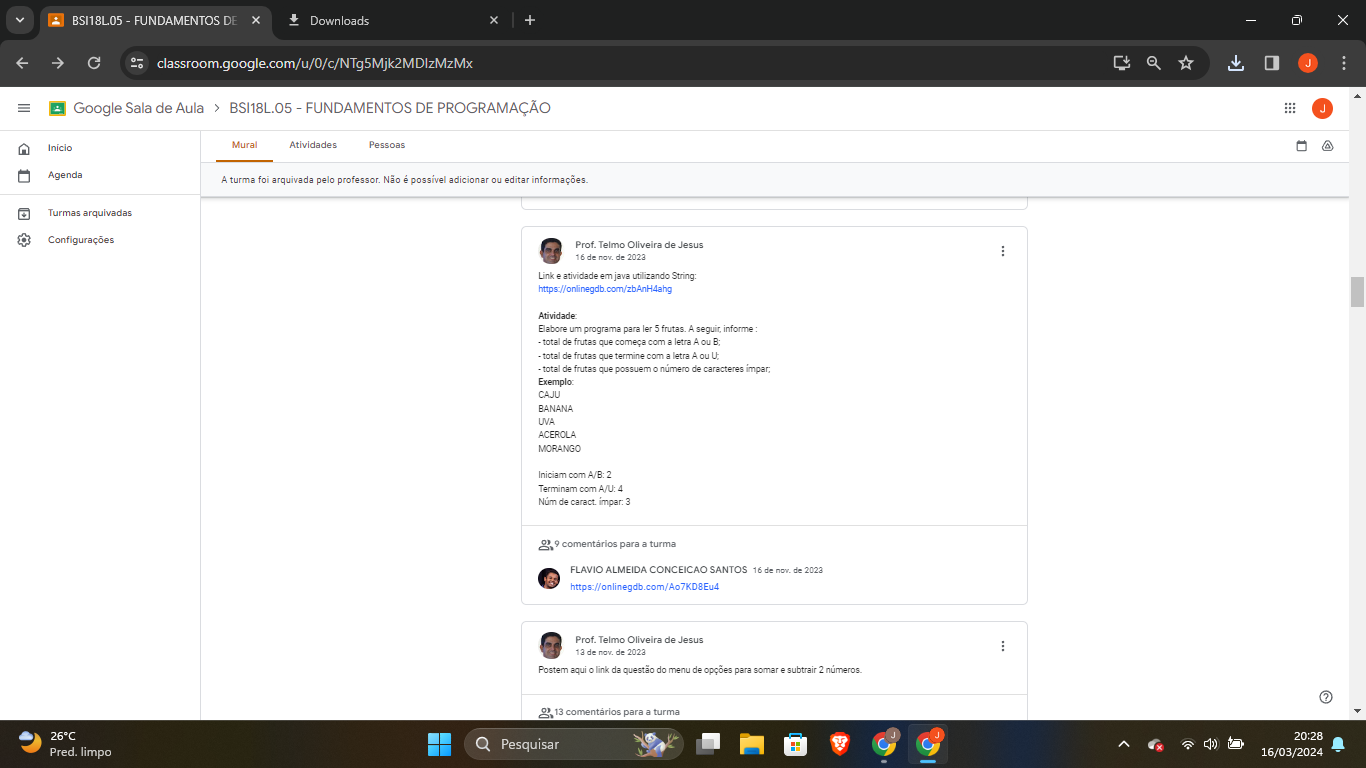 BSI18L.05 - FUNDAMENTOS DE
Downloads
classroom.google.com/u/0/c/NTg5Mjk2MDIzMzMx
J
Google Sala de Aula > BSI18L.05 - FUNDAMENTOS DE PROGRAMAÇÃO
J
Início
Agenda
Turmas arquivadas
Configurações
Mural Atividades Pessoas
A turma foi arquivada pelo professor. Não é possível adicionar ou editar informações.
Prof. Telmo Oliveira de Jesus
16 de nov. de 2023
Link e atividade em java utilizando String:
https://onlinegdb.com/zbAnH4ahg
Atividade:
Elabore um programa para ler 5 frutas. A seguir, informe :
- total de frutas que começa com a letra A ou B;
- total de frutas que termine com a letra A ou U;
- total de frutas que possuem o número de caracteres ímpar;
Exemplo:
CAJU
BANANA
UVA
ACEROLA
MORANGO
Iniciam com A/B: 2
Terminam com A/U: 4
Núm de caract. ímpar: 3
9 comentários para a turma
FLAVIO ALMEIDA CONCEICAO SANTOS 16 de nov. de 2023
https://onlinegdb.com/Ao7KD8Eu4
Prof. Telmo Oliveira de Jesus
13 de nov. de 2023
Postem aqui o link da questão do menu de opções para somar e subtrair 2 números.
13 comentários para a turma
26°C
Pred. limpo
Pesquisar
J
J
20:28
16/03/2024